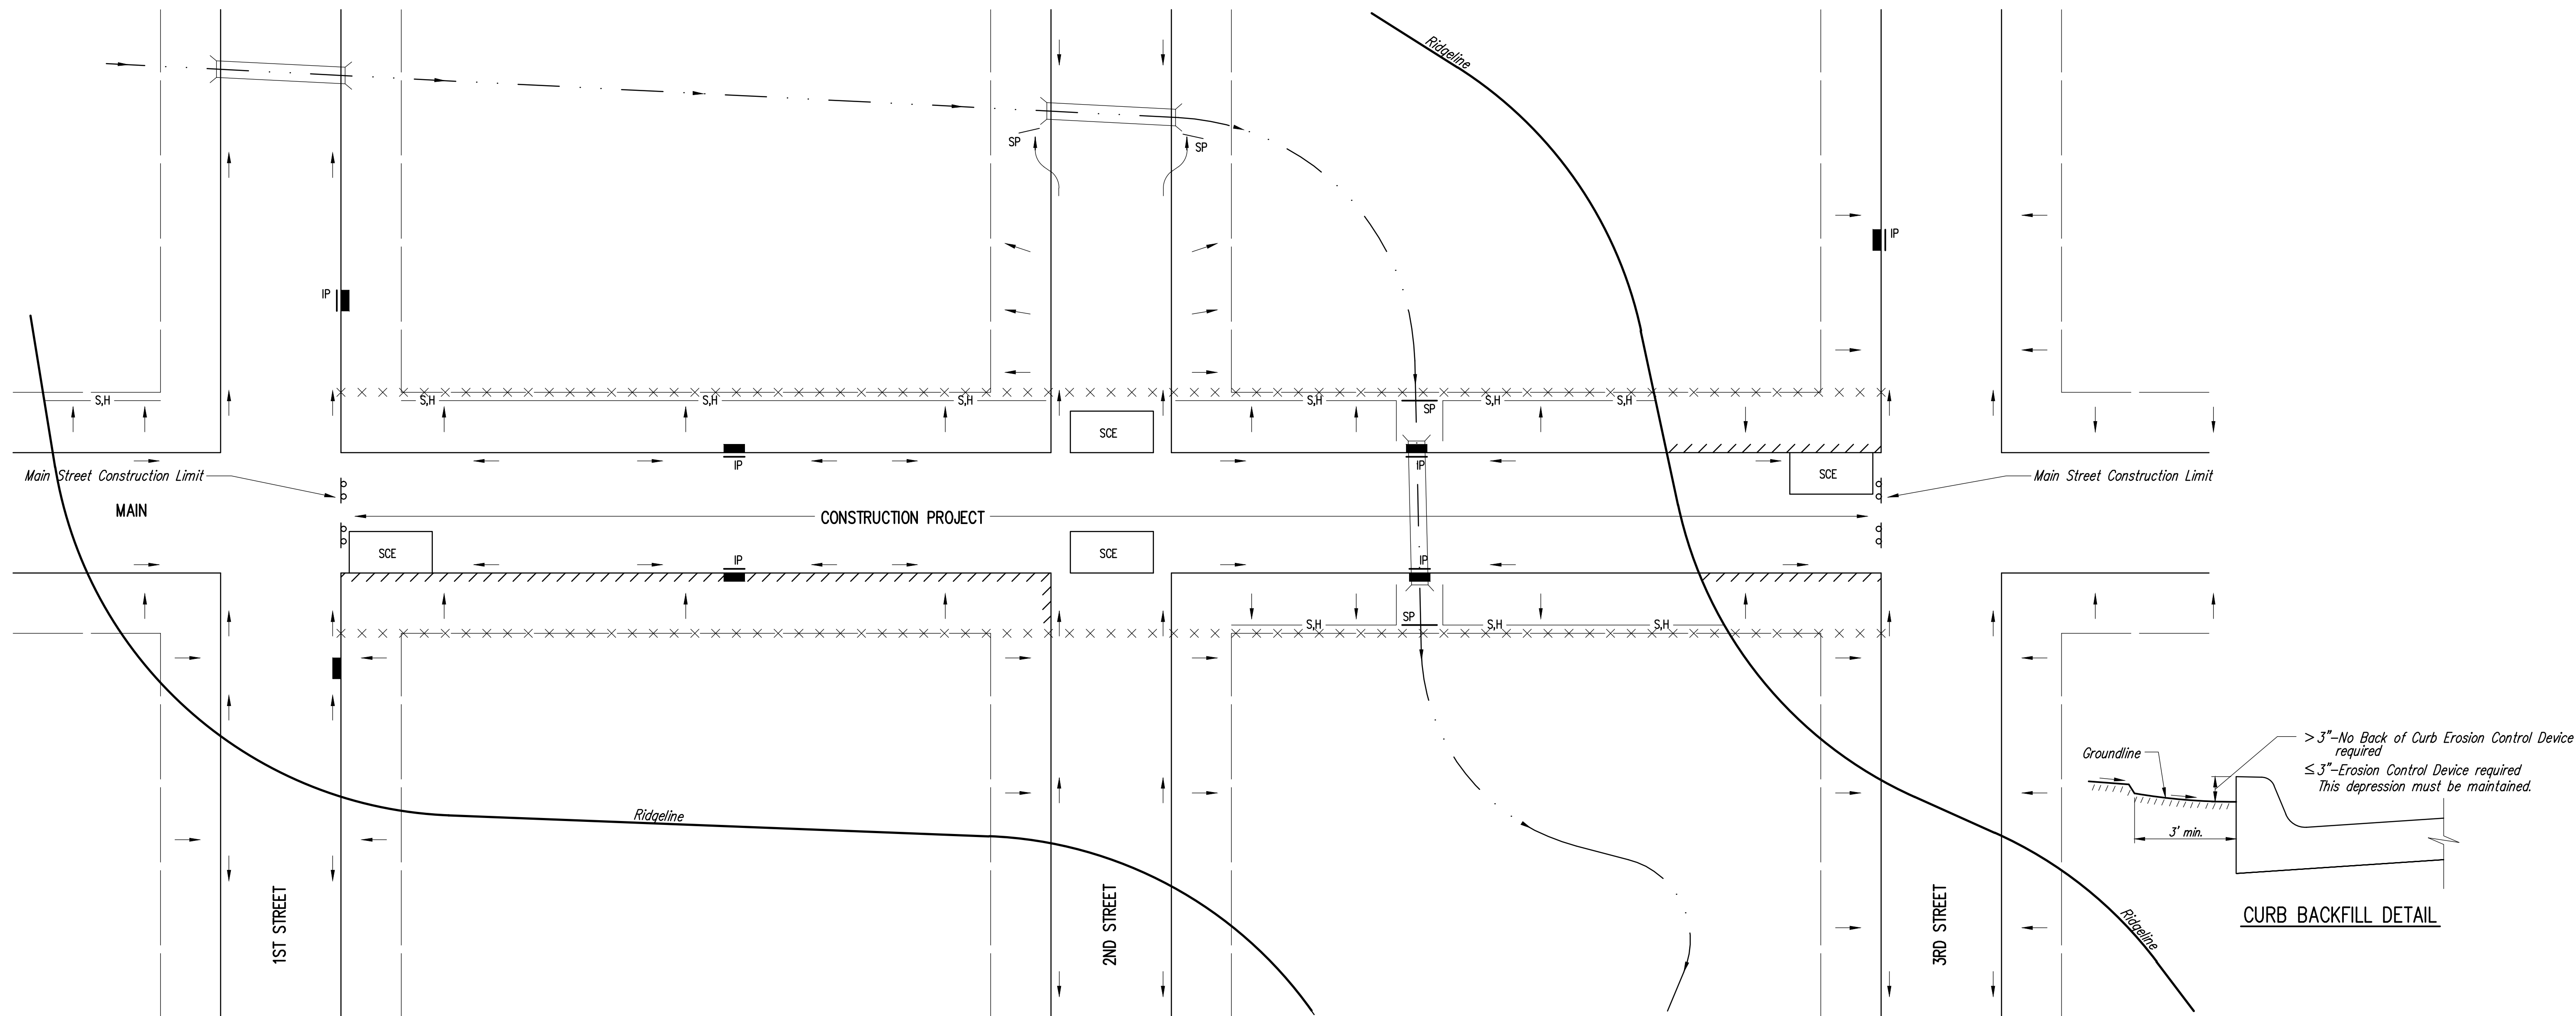 Ridgeline
SP
SP
IP
IP
S,H
S,H
S,H
S,H
S,H
S,H
S,H
S,H
SP
SCE
IP
IP
SCE
Main Street Construction Limit
Main Street Construction Limit
MAIN
CONSTRUCTION PROJECT
SCE
SCE
IP
IP
SP
S,H
S,H
S,H
Ridgeline
1ST STREET
2ND STREET
3RD STREET
Ridgeline
Groundline
> 3"-No Back of Curb Erosion Control Device
required
≤ 3"-Erosion Control Device required
This depression must be maintained.
3' min.
CURB BACKFILL DETAIL